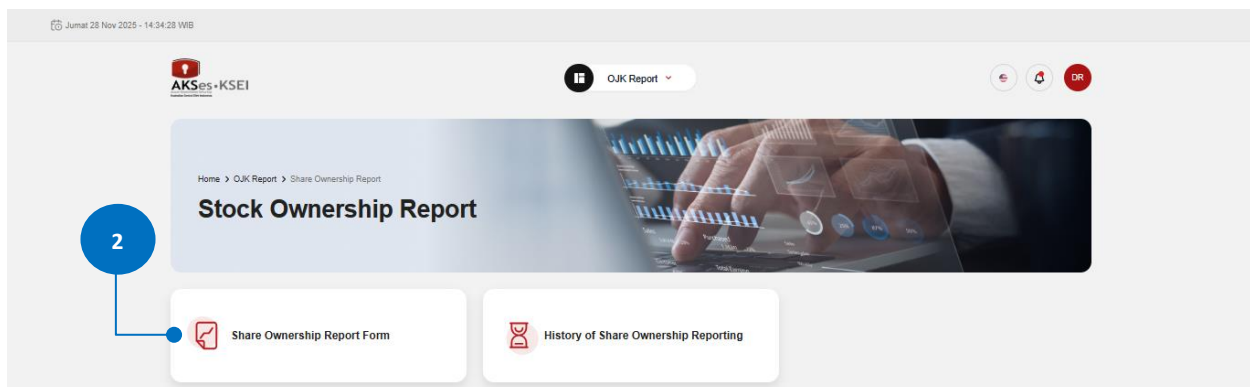 Jumat 28 Nov 2025 - 14:34:28 WIB
AKSes-KSEI
OJK Report
DR
Home > OJK Report > Share Ownership Report
Stock Ownership Report
2
Share Ownership Report Form
History of Share Ownership Reporting